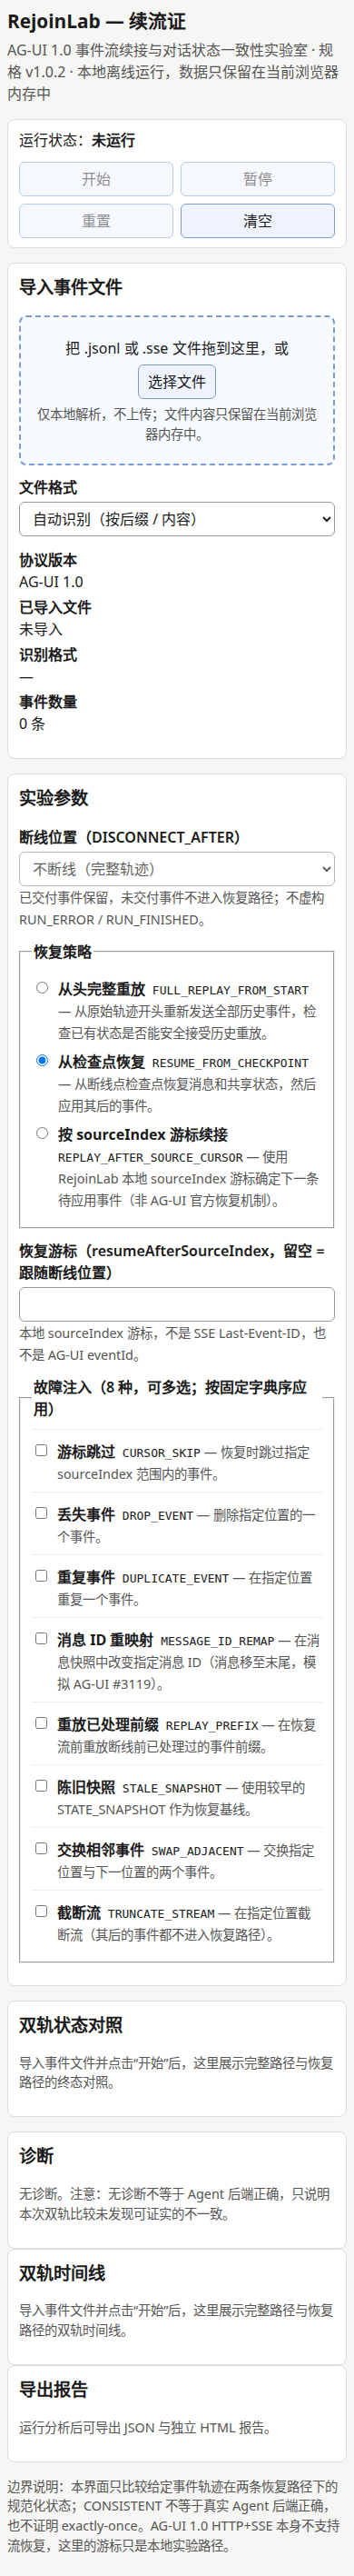 RejoinLab — 续流证
AG-UI 1.0 事件流续接与对话状态一致性实验室 · 规
格 v1.0.2 · 本地离线运行，数据只保留在当前浏览器
内存中
运行状态：未运行
开始
暂停
重置
清空
导入事件文件
把 .jsonl 或 .sse 文件拖到这里，或
选择文件
仅本地解析，不上传；文件内容只保留在当前浏览
器内存中。
文件格式
自动识别（按后缀 / 内容）
协议版本
AG-UI 1.0
已导入文件
未导入
识别格式
—
事件数量
0 条
实验参数
断线位置（DISCONNECT_AFTER）
不断线（完整轨迹）
已交付事件保留，未交付事件不进入恢复路径；不虚构
RUN_ERROR / RUN_FINISHED。
恢复策略
从头完整重放 FULL_REPLAY_FROM_START
— 从原始轨迹开头重新发送全部历史事件，检
查已有状态是否能安全接受历史重放。
从检查点恢复 RESUME_FROM_CHECKPOINT
— 从断线点检查点恢复消息和共享状态，然后
应用其后的事件。
按 sourceIndex 游标续接
REPLAY_AFTER_SOURCE_CURSOR — 使用
RejoinLab 本地 sourceIndex 游标确定下一条
待应用事件（非 AG-UI 官方恢复机制）。
恢复游标（resumeAfterSourceIndex，留空 =
跟随断线位置）
本地 sourceIndex 游标，不是 SSE Last-Event-ID，也
不是 AG-UI eventId。
故障注入（8 种，可多选；按固定字典序应
用）
游标跳过 CURSOR_SKIP — 恢复时跳过指定
sourceIndex 范围内的事件。
丢失事件 DROP_EVENT — 删除指定位置的一
个事件。
重复事件 DUPLICATE_EVENT — 在指定位置
重复一个事件。
消息 ID 重映射 MESSAGE_ID_REMAP — 在消
息快照中改变指定消息 ID（消息移至末尾，模
拟 AG-UI #3119）。
重放已处理前缀 REPLAY_PREFIX — 在恢复
流前重放断线前已处理过的事件前缀。
陈旧快照 STALE_SNAPSHOT — 使用较早的
STATE_SNAPSHOT 作为恢复基线。
交换相邻事件 SWAP_ADJACENT — 交换指定
位置与下一位置的两个事件。
截断流 TRUNCATE_STREAM — 在指定位置截
断流（其后的事件都不进入恢复路径）。
双轨状态对照
导入事件文件并点击“开始”后，这里展示完整路径与恢复
路径的终态对照。
诊断
无诊断。注意：无诊断不等于 Agent 后端正确，只说明
本次双轨比较未发现可证实的不一致。
双轨时间线
导入事件文件并点击“开始”后，这里展示完整路径与恢复
路径的双轨时间线。
导出报告
运行分析后可导出 JSON 与独立 HTML 报告。
边界说明：本界面只比较给定事件轨迹在两条恢复路径下的
规范化状态；CONSISTENT 不等于真实 Agent 后端正确，
也不证明 exactly-once。AG-UI 1.0 HTTP+SSE 本身不支持
流恢复，这里的游标只是本地实验路径。